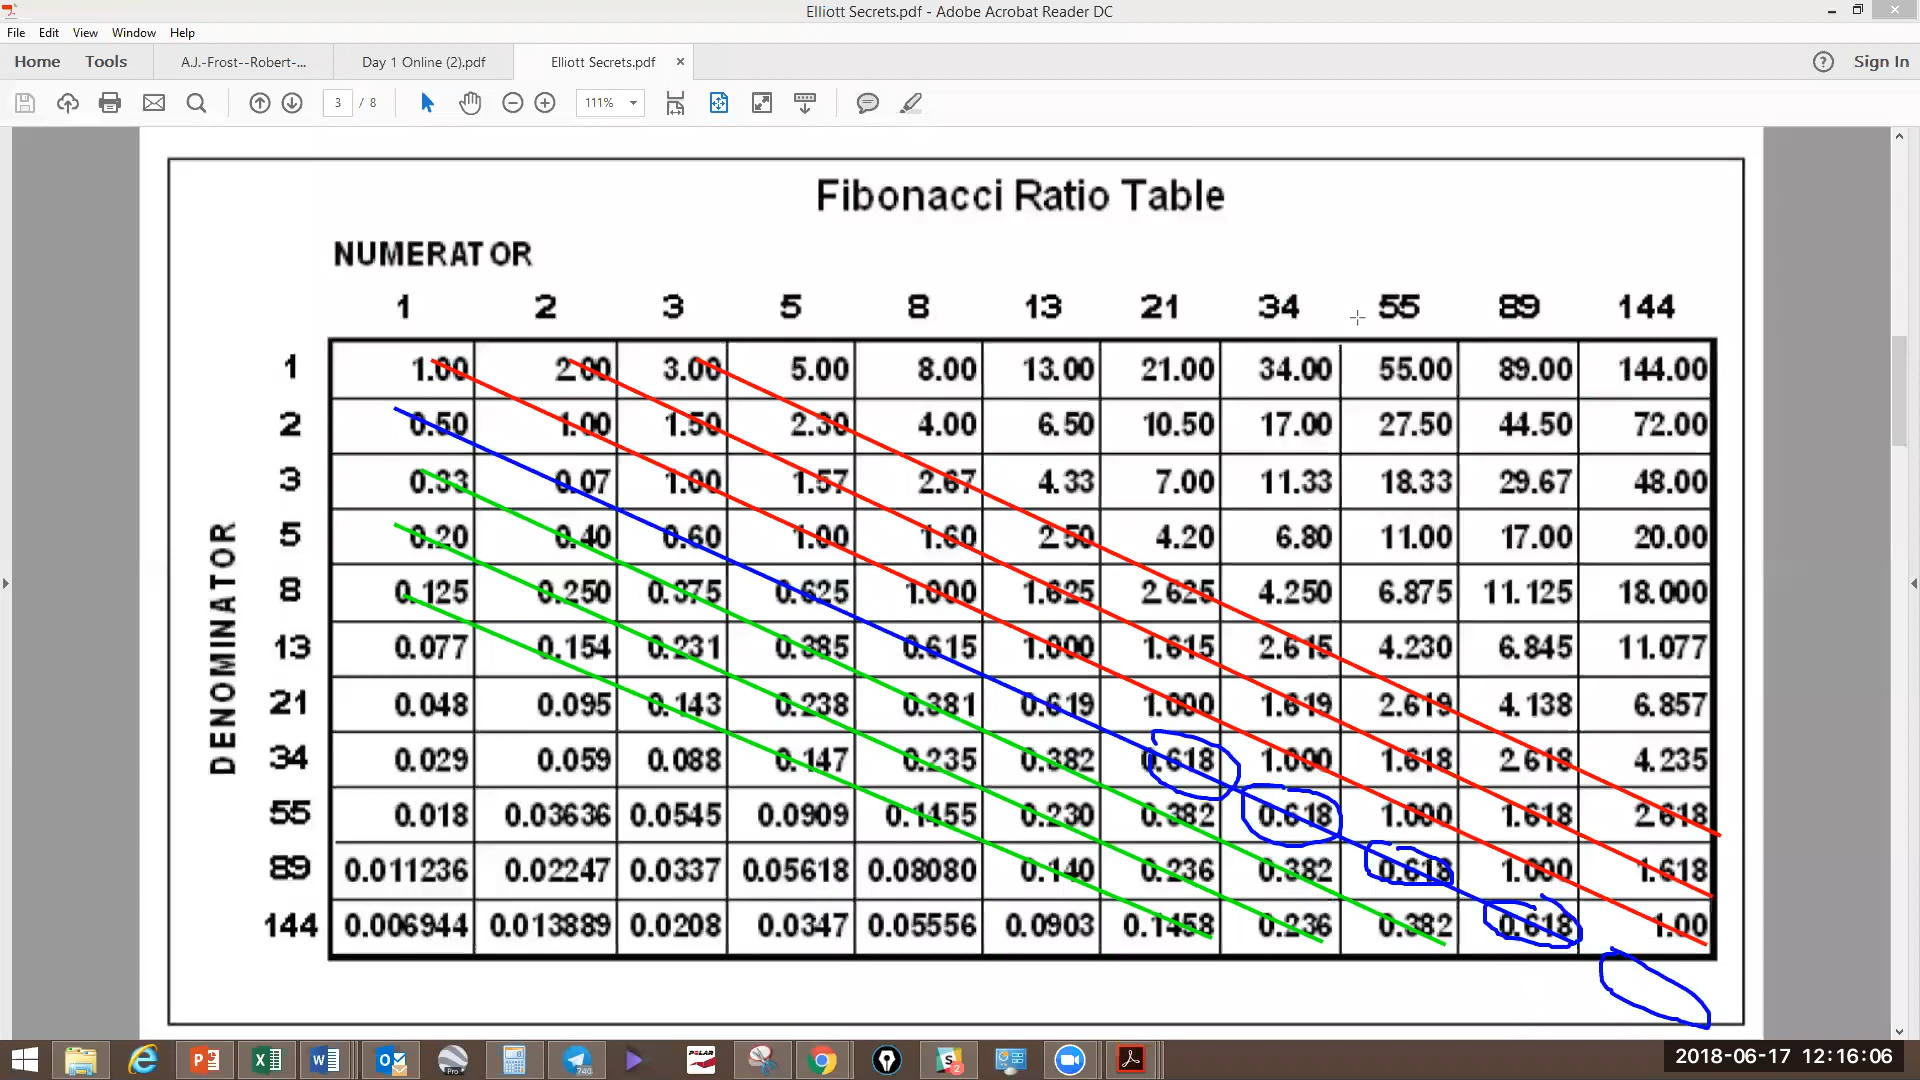 Elliott Secrets.pdf - Adobe Acrobat Reader DC
File Edit View Window Help
Home Tools A.J.-Frost--Robert-... Day 1 Online (2).pdf Elliott Secrets.pdf × ? Sign In
3 / 8 111%
Fibonacci Ratio Table
NUMERATOR
1 2 3 5 8 13 21 34 55 89 144
DENOMINATOR
1 1.00 2.00 3.00 5.00 8.00 13.00 21.00 34.00 55.00 89.00 144.00
2 0.50 1.00 1.50 2.30 4.00 6.50 10.50 17.00 27.50 44.50 72.00
3 0.33 0.07 1.00 1.57 2.67 4.33 7.00 11.33 18.33 29.67 48.00
5 0.20 0.40 0.60 1.00 1.60 2.50 4.20 6.80 11.00 17.00 20.00
8 0.125 0.250 0.375 0.625 1.000 1.625 2.625 4.250 6.875 11.125 18.000
13 0.077 0.154 0.231 0.385 0.615 1.000 1.615 2.615 4.230 6.845 11.077
21 0.048 0.095 0.143 0.238 0.381 0.619 1.000 1.619 2.619 4.138 6.857
34 0.029 0.059 0.088 0.147 0.235 0.382 0.618 1.000 1.618 2.618 4.235
55 0.018 0.03636 0.0545 0.0909 0.1455 0.230 0.382 0.618 1.000 1.618 2.618
89 0.011236 0.02247 0.0337 0.05618 0.08080 0.140 0.236 0.382 0.618 1.000 1.618
144 0.006944 0.013889 0.0208 0.0347 0.05556 0.0903 0.1458 0.236 0.382 0.618 1.00
Pro 740 POLAR 2
2018-06-17 12:16:06